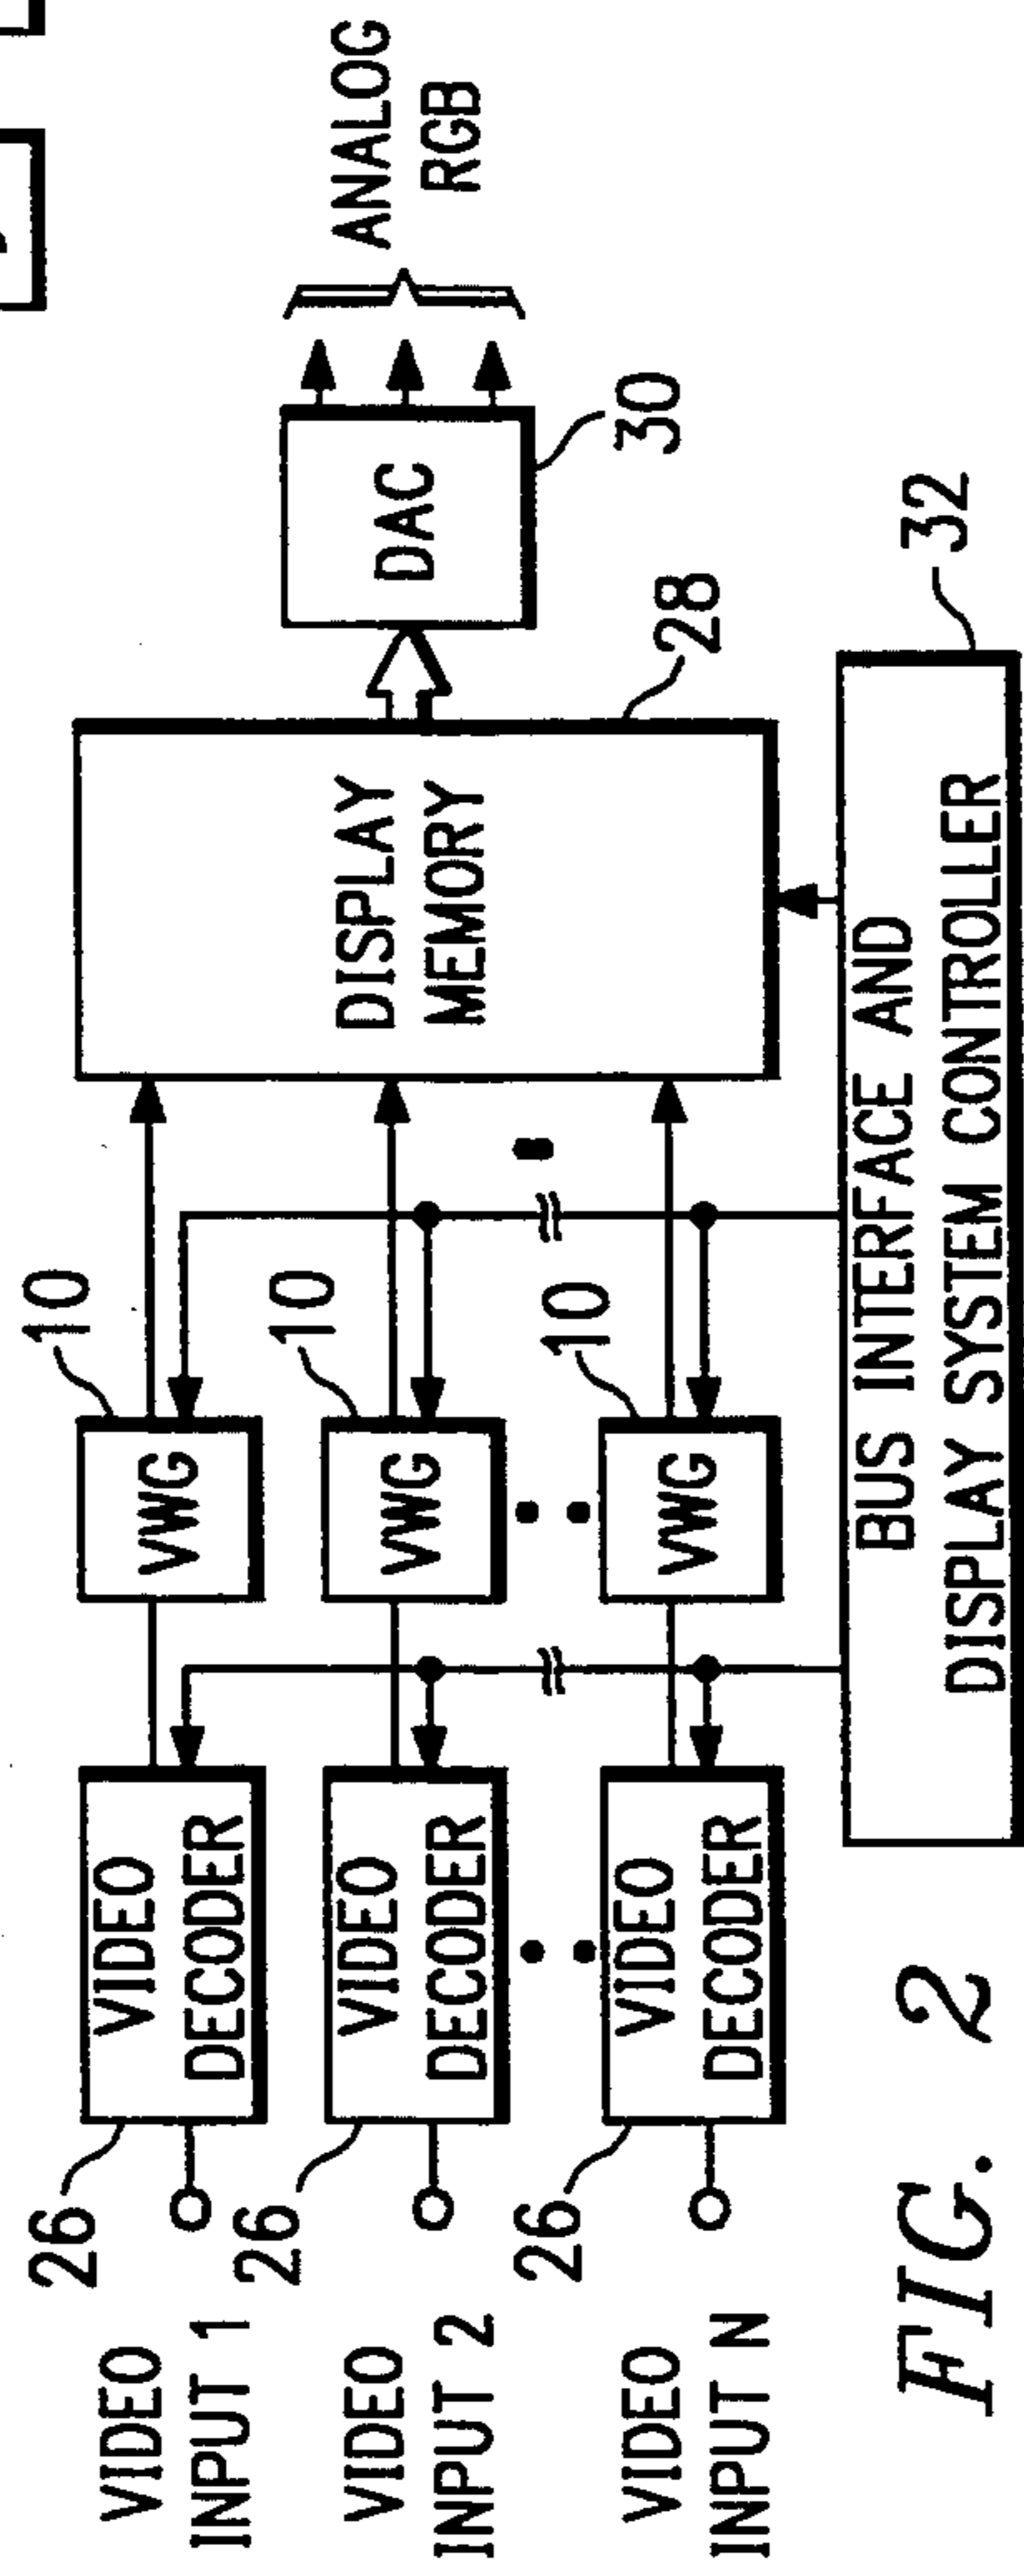 VIDEO
INPUT 1
26
VIDEO
DECODER
VWG
10
VIDEO
INPUT 2
26
VIDEO
DECODER
VWG
10
VIDEO
INPUT N
26
VIDEO
DECODER
VWG
10
DISPLAY
MEMORY
28
DAC
30
ANALOG
RGB
BUS INTERFACE AND
DISPLAY SYSTEM CONTROLLER
32
FIG. 2